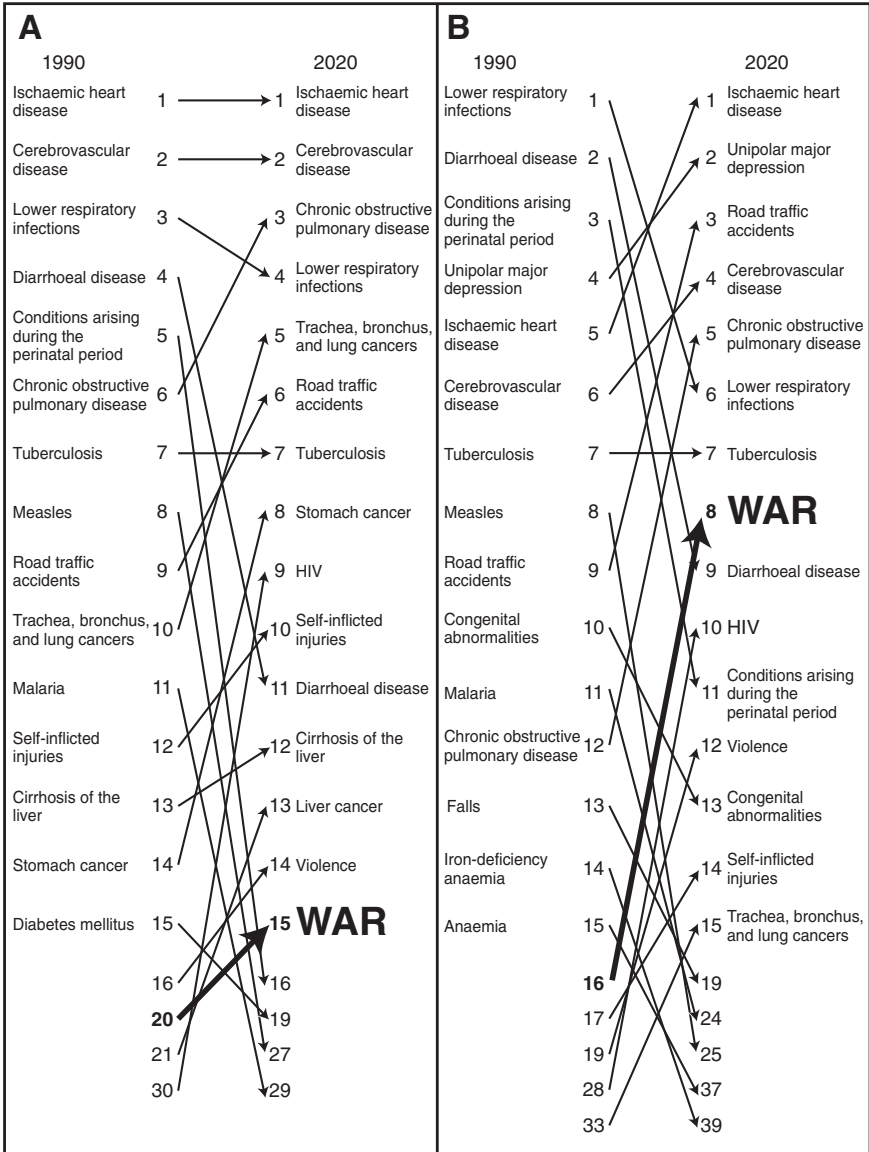 A
1990
2020
Ischaemic heart
disease
1
1
Ischaemic heart
disease
Cerebrovascular
disease
2
2
Cerebrovascular
disease
Lower respiratory
infections
3
3
Chronic obstructive
pulmonary disease
Diarrhoeal disease
4
4
Lower respiratory
infections
Conditions arising
during the
perinatal period
5
5
Trachea, bronchus,
and lung cancers
Chronic obstructive
pulmonary disease
6
6
Road traffic
accidents
Tuberculosis
7
7
Tuberculosis
Measles
8
8
Stomach cancer
Road traffic
accidents
9
9
HIV
Trachea, bronchus,
and lung cancers
10
10
Self-inflicted
injuries
Malaria
11
11
Diarrhoeal disease
Self-inflicted
injuries
12
12
Cirrhosis of the
liver
Cirrhosis of the
liver
13
13
Liver cancer
Stomach cancer
14
14
Violence
Diabetes mellitus
15
15
WAR
16
16
20
19
21
27
30
29
B
1990
2020
Lower respiratory
infections
1
1
Ischaemic heart
disease
Diarrhoeal disease
2
2
Unipolar major
depression
Conditions arising
during the
perinatal period
3
3
Road traffic
accidents
Unipolar major
depression
4
4
Cerebrovascular
disease
Ischaemic heart
disease
5
5
Chronic obstructive
pulmonary disease
Cerebrovascular
disease
6
6
Lower respiratory
infections
Tuberculosis
7
7
Tuberculosis
Measles
8
8
WAR
Road traffic
accidents
9
9
Diarrhoeal disease
Congenital
abnormalities
10
10
HIV
Malaria
11
11
Conditions arising
during the
perinatal period
Chronic obstructive
pulmonary disease
12
12
Violence
Falls
13
13
Congenital
abnormalities
Iron-deficiency
anaemia
14
14
Self-inflicted
injuries
Anaemia
15
15
Trachea, bronchus,
and lung cancers
16
19
17
24
19
25
28
37
33
39